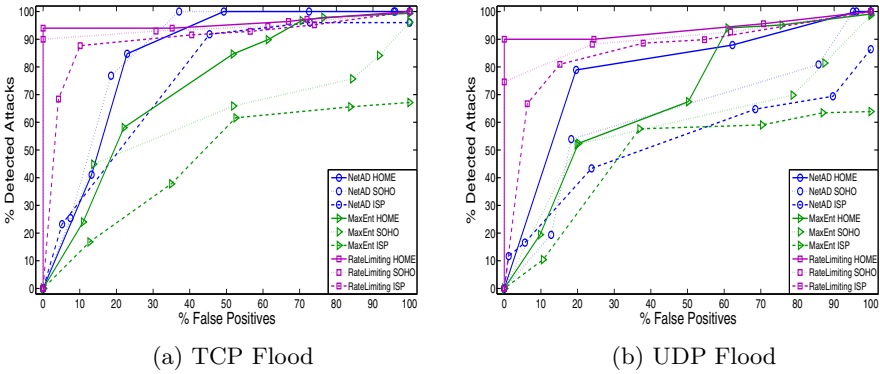 % Detected Attacks
100
90
80
70
60
50
40
30
20
10
0
0 10 20 30 40 50 60 70 80 90 100
% False Positives
NetAD HOME
NetAD SOHO
NetAD ISP
MaxEnt HOME
MaxEnt SOHO
MaxEnt ISP
RateLimiting HOME
RateLimiting SOHO
RateLimiting ISP
(a) TCP Flood
% Detected Attacks
100
90
80
70
60
50
40
30
20
10
0
0 10 20 30 40 50 60 70 80 90 100
% False Positives
NetAD HOME
NetAD SOHO
NetAD ISP
MaxEnt HOME
MaxEnt SOHO
MaxEnt ISP
RateLimiting HOME
RateLimiting SOHO
RateLimiting ISP
(b) UDP Flood